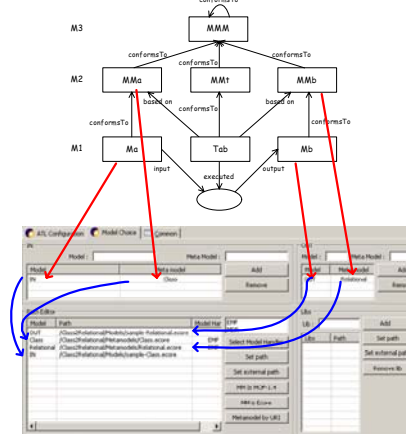 conformsTo
M3 MMM
conformsTo conformsTo conformsTo
M2 MMa MMt MMb
based on based on
conformsTo conformsTo conformsTo
M1 Ma Tab Mb
input executed output
ATL Configuration Model Choice Common
IN
Model : Meta Model : Add
Model Meta model
IN Class
Remove
Model : Meta Model : Add
Model Meta model
Relational
Remove
Model Path Model Har
OUT /Class2Relational/Models/sample-Relational.ecore
Class /Class2Relational/Metamodels/Class.ecore EMF
Relational /Class2Relational/Metamodels/Relational.ecore EMF
IN /Class2Relational/Models/sample-Class.ecore
EMF
Select Model Handler
Set path
Set external path
MM is MOF-1.4
MM is Ecore
Metamodel by URI
Libs
Lib : Add
Libs Path Set path
Set external path
Remove lib